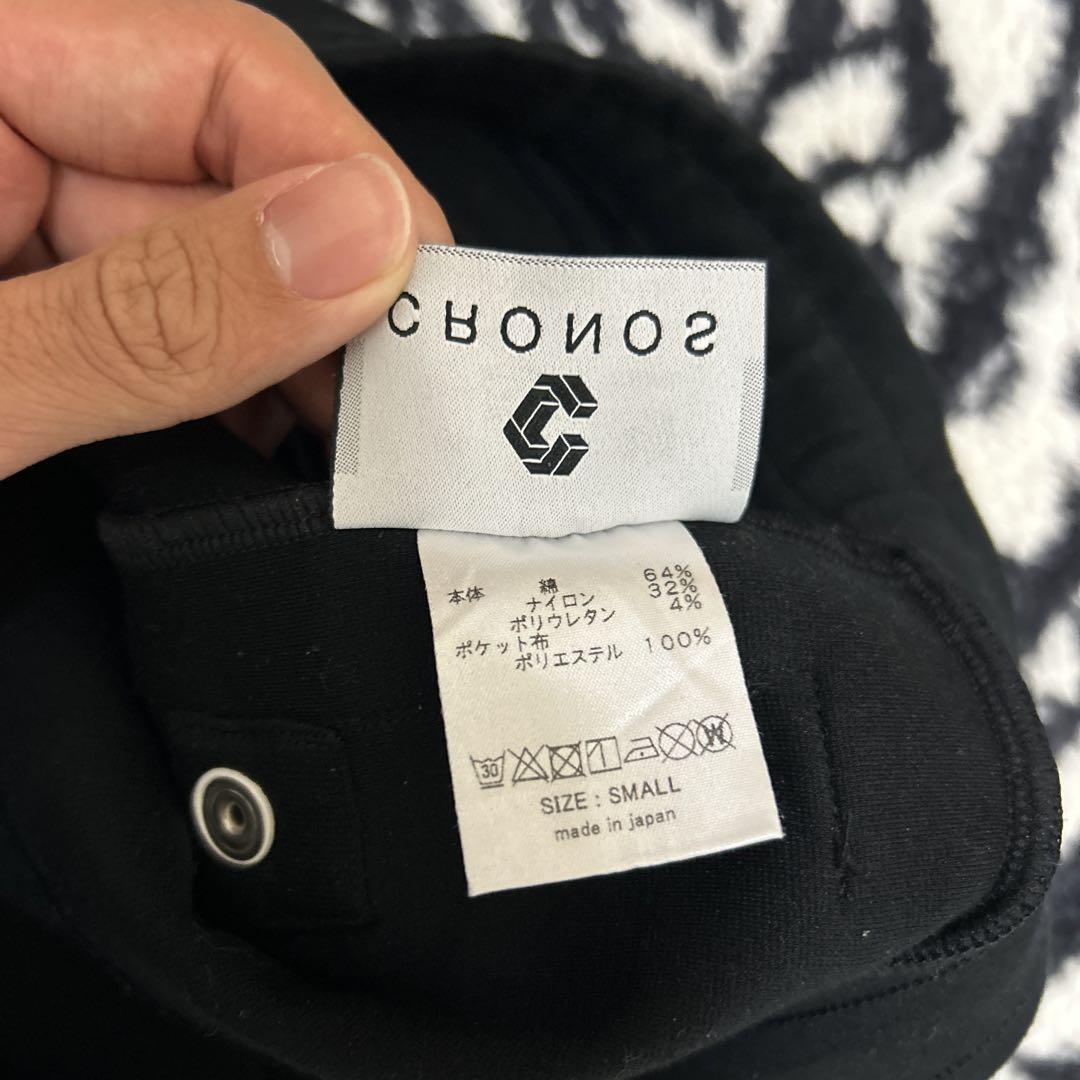 CRONOS
本体 綿 64%
ナイロン 32%
ポリウレタン 4%
ポケット布
ポリエステル 100%
30
SIZE : SMALL
made in japan